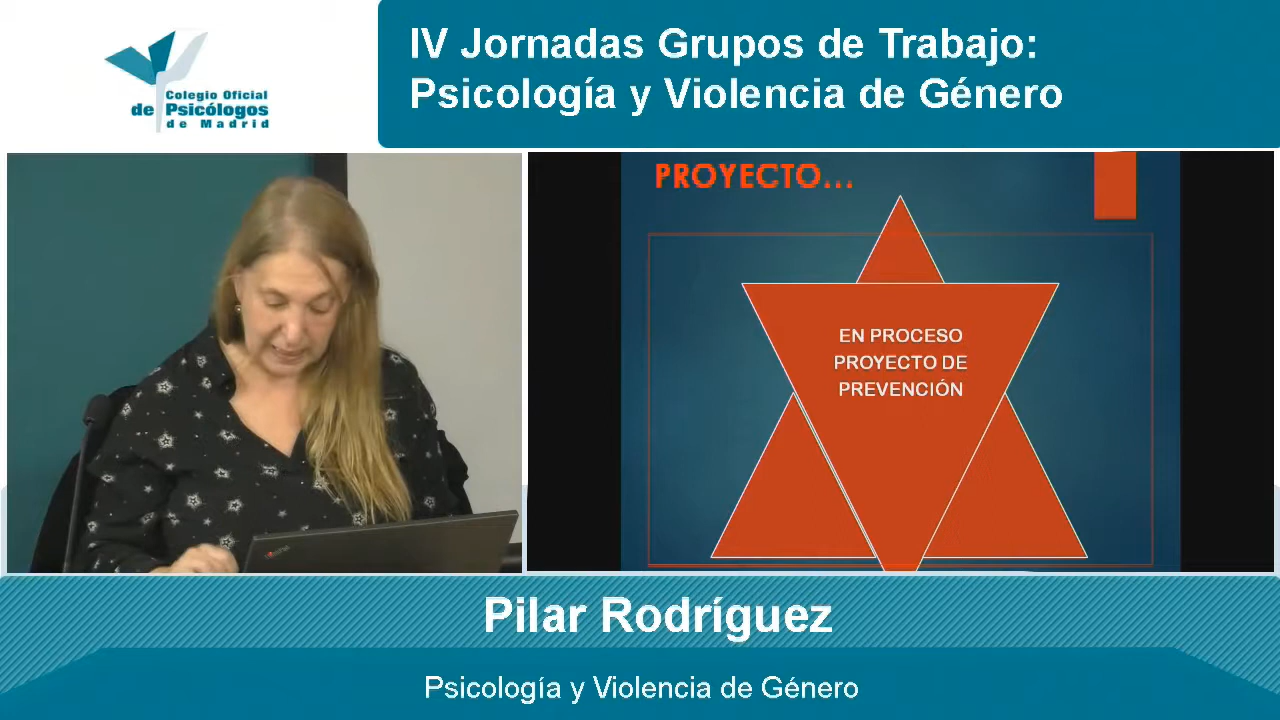 Colegio Oficial
de Psicólogos
de Madrid
IV Jornadas Grupos de Trabajo:
Psicología y Violencia de Género
PROYECTO...
EN PROCESO
PROYECTO DE
PREVENCIÓN
Pilar Rodríguez
Psicología y Violencia de Género